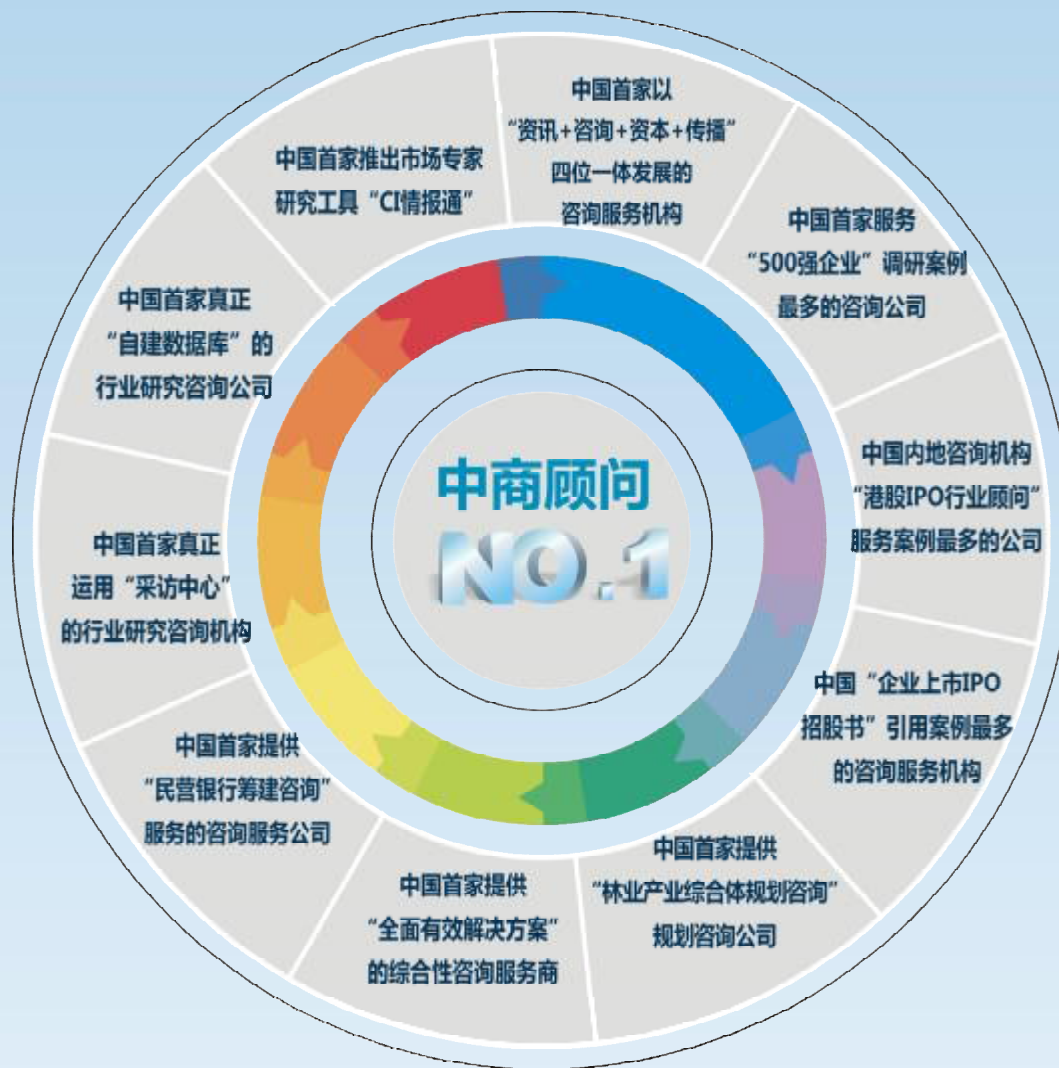 中国首家以
“资讯+咨询+资本+传播”
四位一体发展的
咨询服务机构
中国首家服务
“500强企业”调研案例
最多的咨询公司
中国内地咨询机构
“港股IPO行业顾问”
服务案例最多的公司
中国“企业上市IPO
招股书”引用案例最多
的咨询服务机构
中国首家提供
“林业产业综合体规划咨询”
规划咨询公司
中国首家提供
“全面有效解决方案”
的综合性咨询服务商
中国首家提供
“民营银行筹建咨询”
服务的咨询服务公司
中国首家真正
运用“采访中心”
的行业研究咨询机构
中国首家真正
“自建数据库”的
行业研究咨询公司
中国首家推出市场专家
研究工具“CI情报通”
中商顾问
NO.1